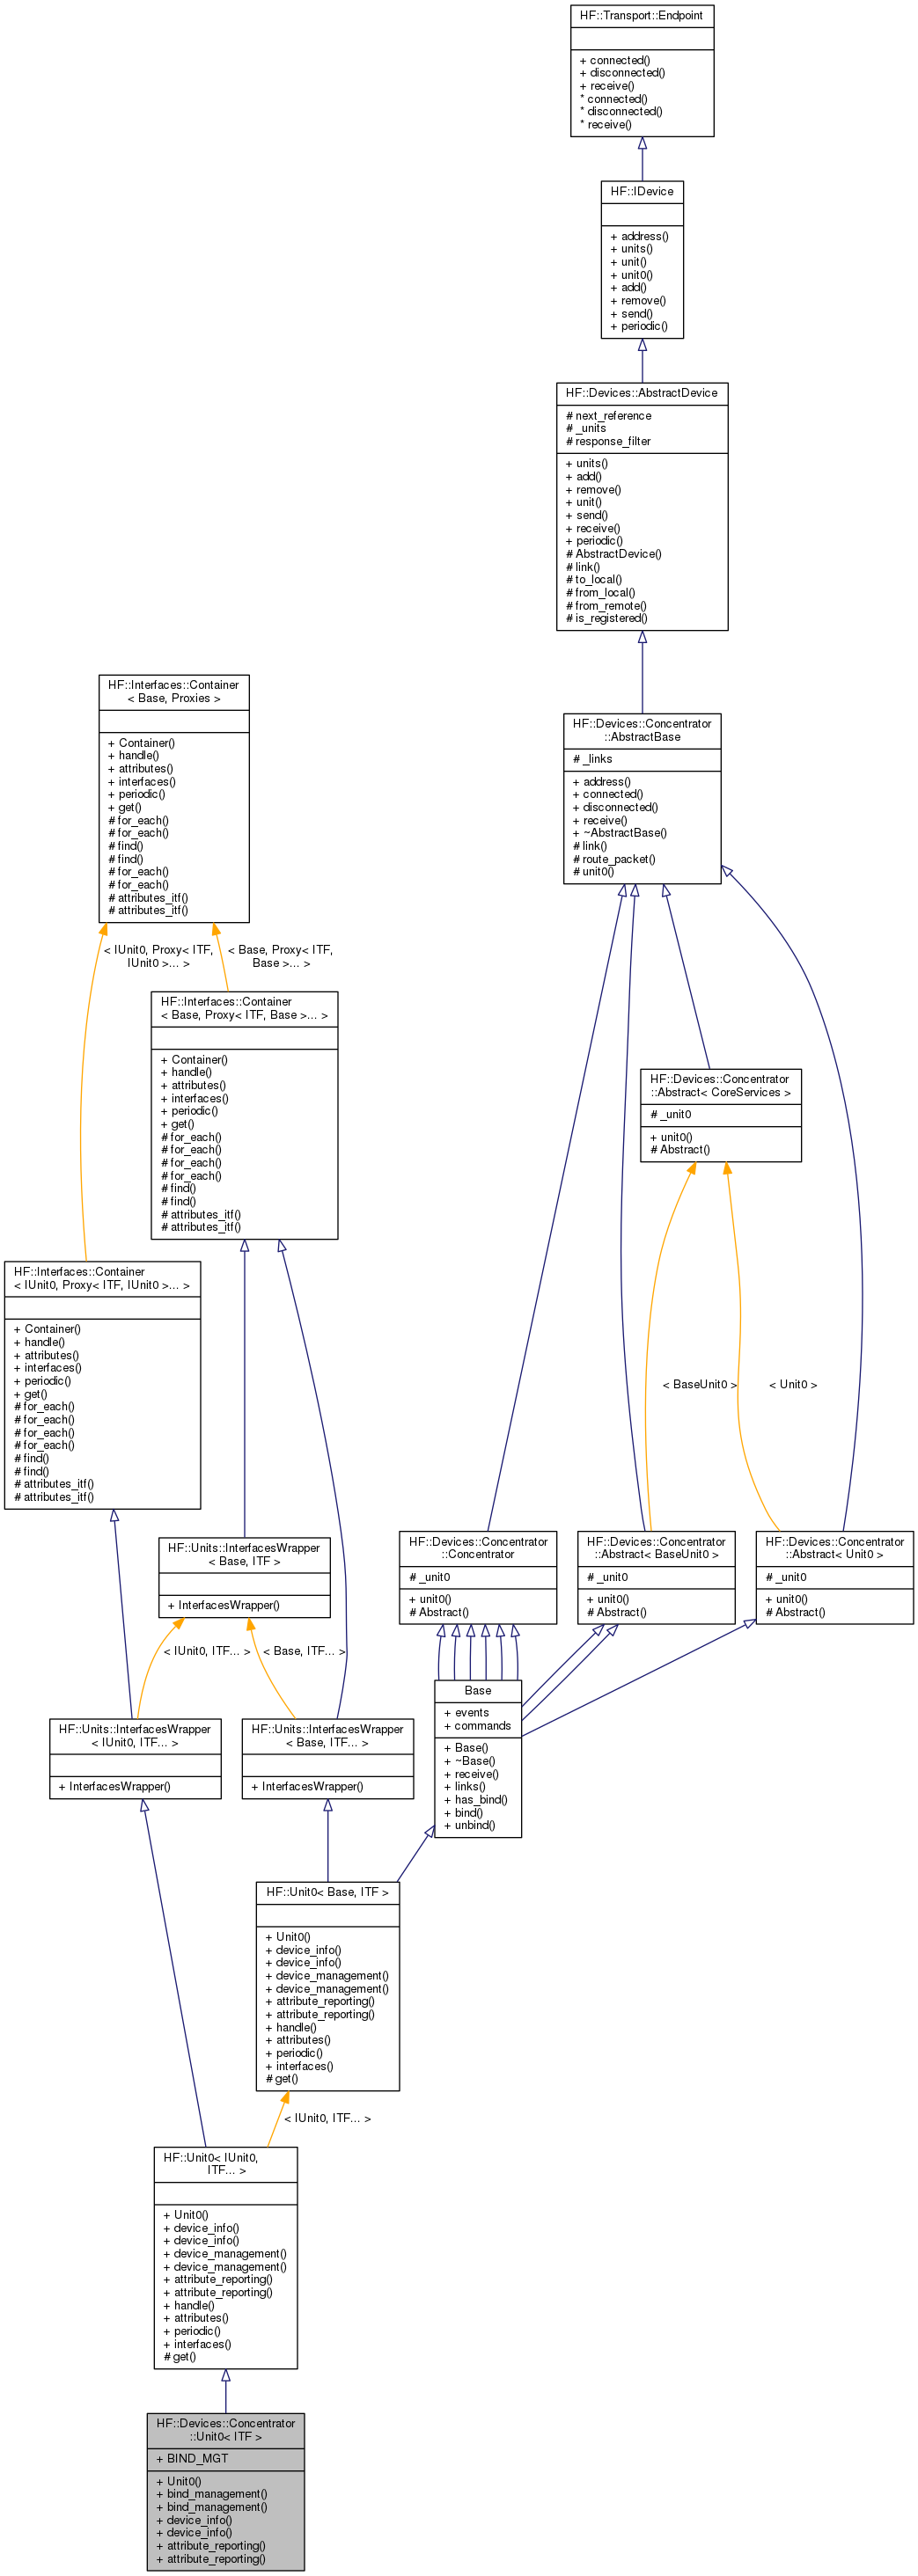 HF::Transport::Endpoint
+ connected()
+ disconnected()
+ receive()
* connected()
* disconnected()
* receive()
HF::IDevice
+ address()
+ units()
+ unit()
+ unit0()
+ add()
+ remove()
+ send()
+ periodic()
HF::Devices::AbstractDevice
# next_reference
# _units
# response_filter
+ units()
+ add()
+ remove()
+ unit()
+ send()
+ receive()
+ periodic()
# AbstractDevice()
# link()
# to_local()
# from_local()
# from_remote()
# is_registered()
HF::Interfaces::Container
< Base, Proxies >
+ Container()
+ handle()
+ attributes()
+ interfaces()
+ periodic()
+ get()
# for_each()
# for_each()
# find()
# find()
# for_each()
# for_each()
# attributes_itf()
# attributes_itf()
HF::Devices::Concentrator
::AbstractBase
# _links
+ address()
+ connected()
+ disconnected()
+ receive()
+ ~AbstractBase()
# link()
# route_packet()
# unit0()
< IUnit0, Proxy< ITF,
IUnit0 >... >
< Base, Proxy< ITF,
Base >... >
HF::Interfaces::Container
< Base, Proxy< ITF, Base >... >
+ Container()
+ handle()
+ attributes()
+ interfaces()
+ periodic()
+ get()
# for_each()
# for_each()
# for_each()
# for_each()
# find()
# find()
# attributes_itf()
# attributes_itf()
HF::Devices::Concentrator
::Abstract< CoreServices >
# _unit0
+ unit0()
# Abstract()
HF::Interfaces::Container
< IUnit0, Proxy< ITF, IUnit0 >... >
+ Container()
+ handle()
+ attributes()
+ interfaces()
+ periodic()
+ get()
# for_each()
# for_each()
# for_each()
# for_each()
# find()
# find()
# attributes_itf()
# attributes_itf()
< BaseUnit0 >
< Unit0 >
HF::Units::InterfacesWrapper
< Base, ITF >
+ InterfacesWrapper()
HF::Devices::Concentrator
::Concentrator
# _unit0
+ unit0()
# Abstract()
HF::Devices::Concentrator
::Abstract< BaseUnit0 >
# _unit0
+ unit0()
# Abstract()
HF::Devices::Concentrator
::Abstract< Unit0 >
# _unit0
+ unit0()
# Abstract()
< IUnit0, ITF... >
< Base, ITF... >
HF::Units::InterfacesWrapper
< IUnit0, ITF... >
+ InterfacesWrapper()
HF::Units::InterfacesWrapper
< Base, ITF... >
+ InterfacesWrapper()
Base
+ events
+ commands
+ Base()
+ ~Base()
+ receive()
+ links()
+ has_bind()
+ bind()
+ unbind()
HF::Unit0< Base, ITF >
+ Unit0()
+ device_info()
+ device_info()
+ device_management()
+ device_management()
+ attribute_reporting()
+ attribute_reporting()
+ handle()
+ attributes()
+ periodic()
+ interfaces()
# get()
< IUnit0, ITF... >
HF::Unit0< IUnit0,
ITF... >
+ Unit0()
+ device_info()
+ device_info()
+ device_management()
+ device_management()
+ attribute_reporting()
+ attribute_reporting()
+ handle()
+ attributes()
+ periodic()
+ interfaces()
# get()
HF::Devices::Concentrator
::Unit0< ITF >
+ BIND_MGT
+ Unit0()
+ bind_management()
+ bind_management()
+ device_info()
+ device_info()
+ attribute_reporting()
+ attribute_reporting()